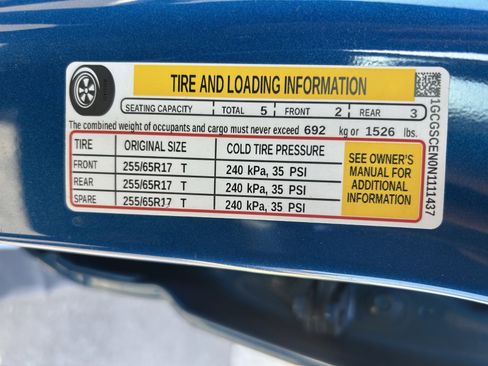 TIRE AND LOADING INFORMATION
SEATING CAPACITY | TOTAL 5 | FRONT 2 | REAR 3
The combined weight of occupants and cargo must never exceed 692 kg or 1526 lbs.
TIRE ORIGINAL SIZE COLD TIRE PRESSURE
FRONT 255/65R17 T 240 kPa, 35 PSI
REAR 255/65R17 T 240 kPa, 35 PSI
SPARE 255/65R17 T 240 kPa, 35 PSI
SEE OWNER'S
MANUAL FOR
ADDITIONAL
INFORMATION
1GCGSCEN0N1111437